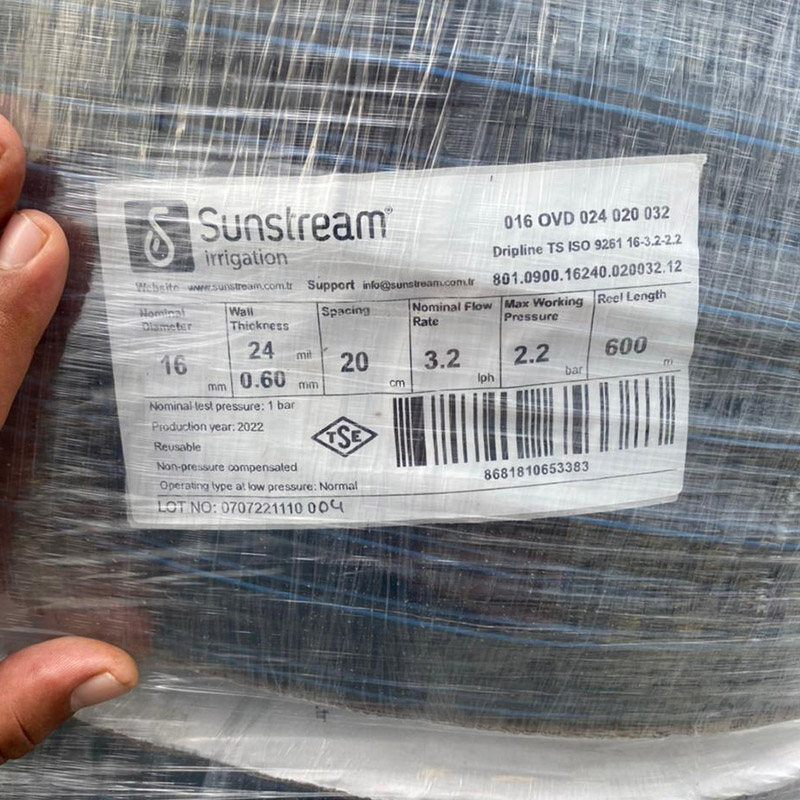 Sunstream®
irrigation
016 OVD 024 020 032
Dripline TS ISO 9261 16-3.2-2.2
801.0900.16240.020032.12
Website www.sunstream.com.tr Support info@sunstream.com.tr
Nominal Diameter
16 mm
Wall Thickness
24 mil
0.60 mm
Spacing
20 cm
Nominal Flow Rate
3.2 lph
Max Working Pressure
2.2 bar
Reel Length
600 m
Nominal test pressure: 1 bar
Production year: 2022
Reusable
Non-pressure compensated
Operating type at low pressure: Normal
TSE
8681810653383
LOT NO: 0707221110 004